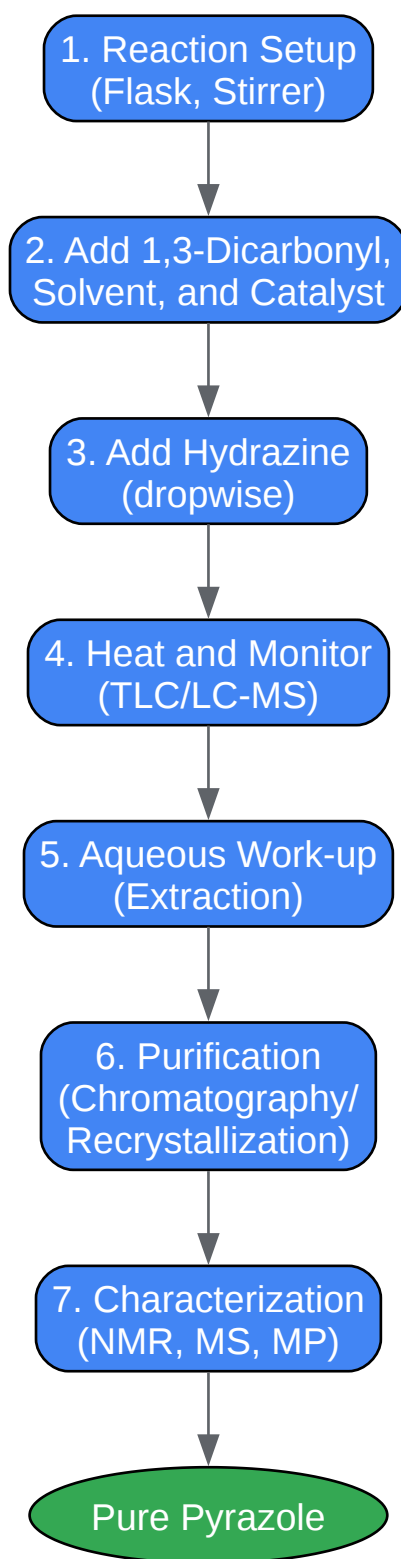 1. Reaction Setup
(Flask, Stirrer)
2. Add 1,3-Dicarbonyl,
Solvent, and Catalyst
3. Add Hydrazine
(dropwise)
4. Heat and Monitor
(TLC/LC-MS)
5. Aqueous Work-up
(Extraction)
6. Purification
(Chromatography/
Recrystallization)
7. Characterization
(NMR, MS, MP)
Pure Pyrazole